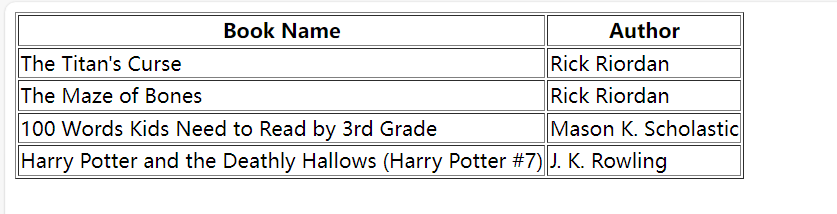 Book Name Author
The Titan's Curse Rick Riordan
The Maze of Bones Rick Riordan
100 Words Kids Need to Read by 3rd Grade Mason K. Scholastic
Harry Potter and the Deathly Hallows (Harry Potter #7) J. K. Rowling